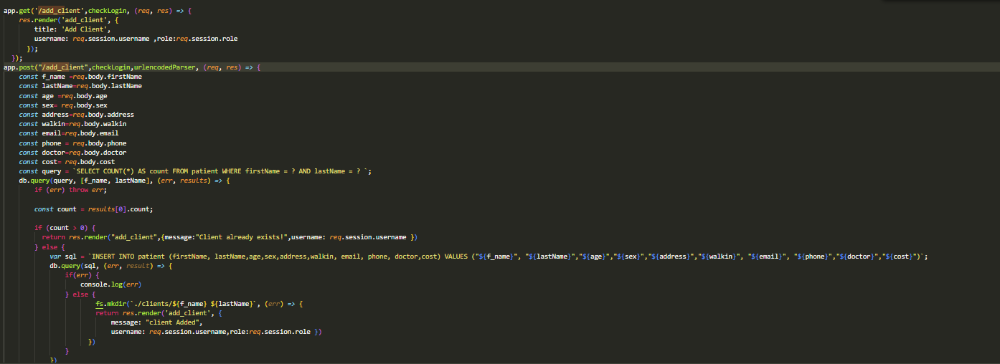 app.get('/add_client',checkLogin, (req, res) => {
res.render('add_client', {
title: 'Add Client',
username: req.session.username ,role:req.session.role
});
});
app.post("/add_client",checkLogin,urlencodedParser, (req, res) => {
const f_name =req.body.firstName
const lastName=req.body.lastName
const age =req.body.age
const sex= req.body.sex
const address=req.body.address
const walkin=req.body.walkin
const email=req.body.email
const phone = req.body.phone
const doctor=req.body.doctor
const cost= req.body.cost
const query = `SELECT COUNT(*) AS count FROM patient WHERE firstName = ? AND lastName = ? `;
db.query(query, [f_name, lastName], (err, results) => {
if (err) throw err;
const count = results[0].count;
if (count > 0) {
return res.render("add_client",{message:"Client already exists!",username: req.session.username })
} else {
var sql = `INSERT INTO patient (firstName, lastName,age,sex,address,walkin, email, phone, doctor,cost) VALUES ("${f_name}", "${lastName}","${age}","${sex}","${address}","${walkin}", "${email}", "${phone}","${doctor}","${cost}")`;
db.query(sql, (err, result) => {
if(err) {
console.log(err)
} else {
fs.mkdir(`./clients/${f_name} ${lastName}`, (err) => {
return res.render('add_client', {
message: "client Added",
username: req.session.username,role:req.session.role })
})
}
})